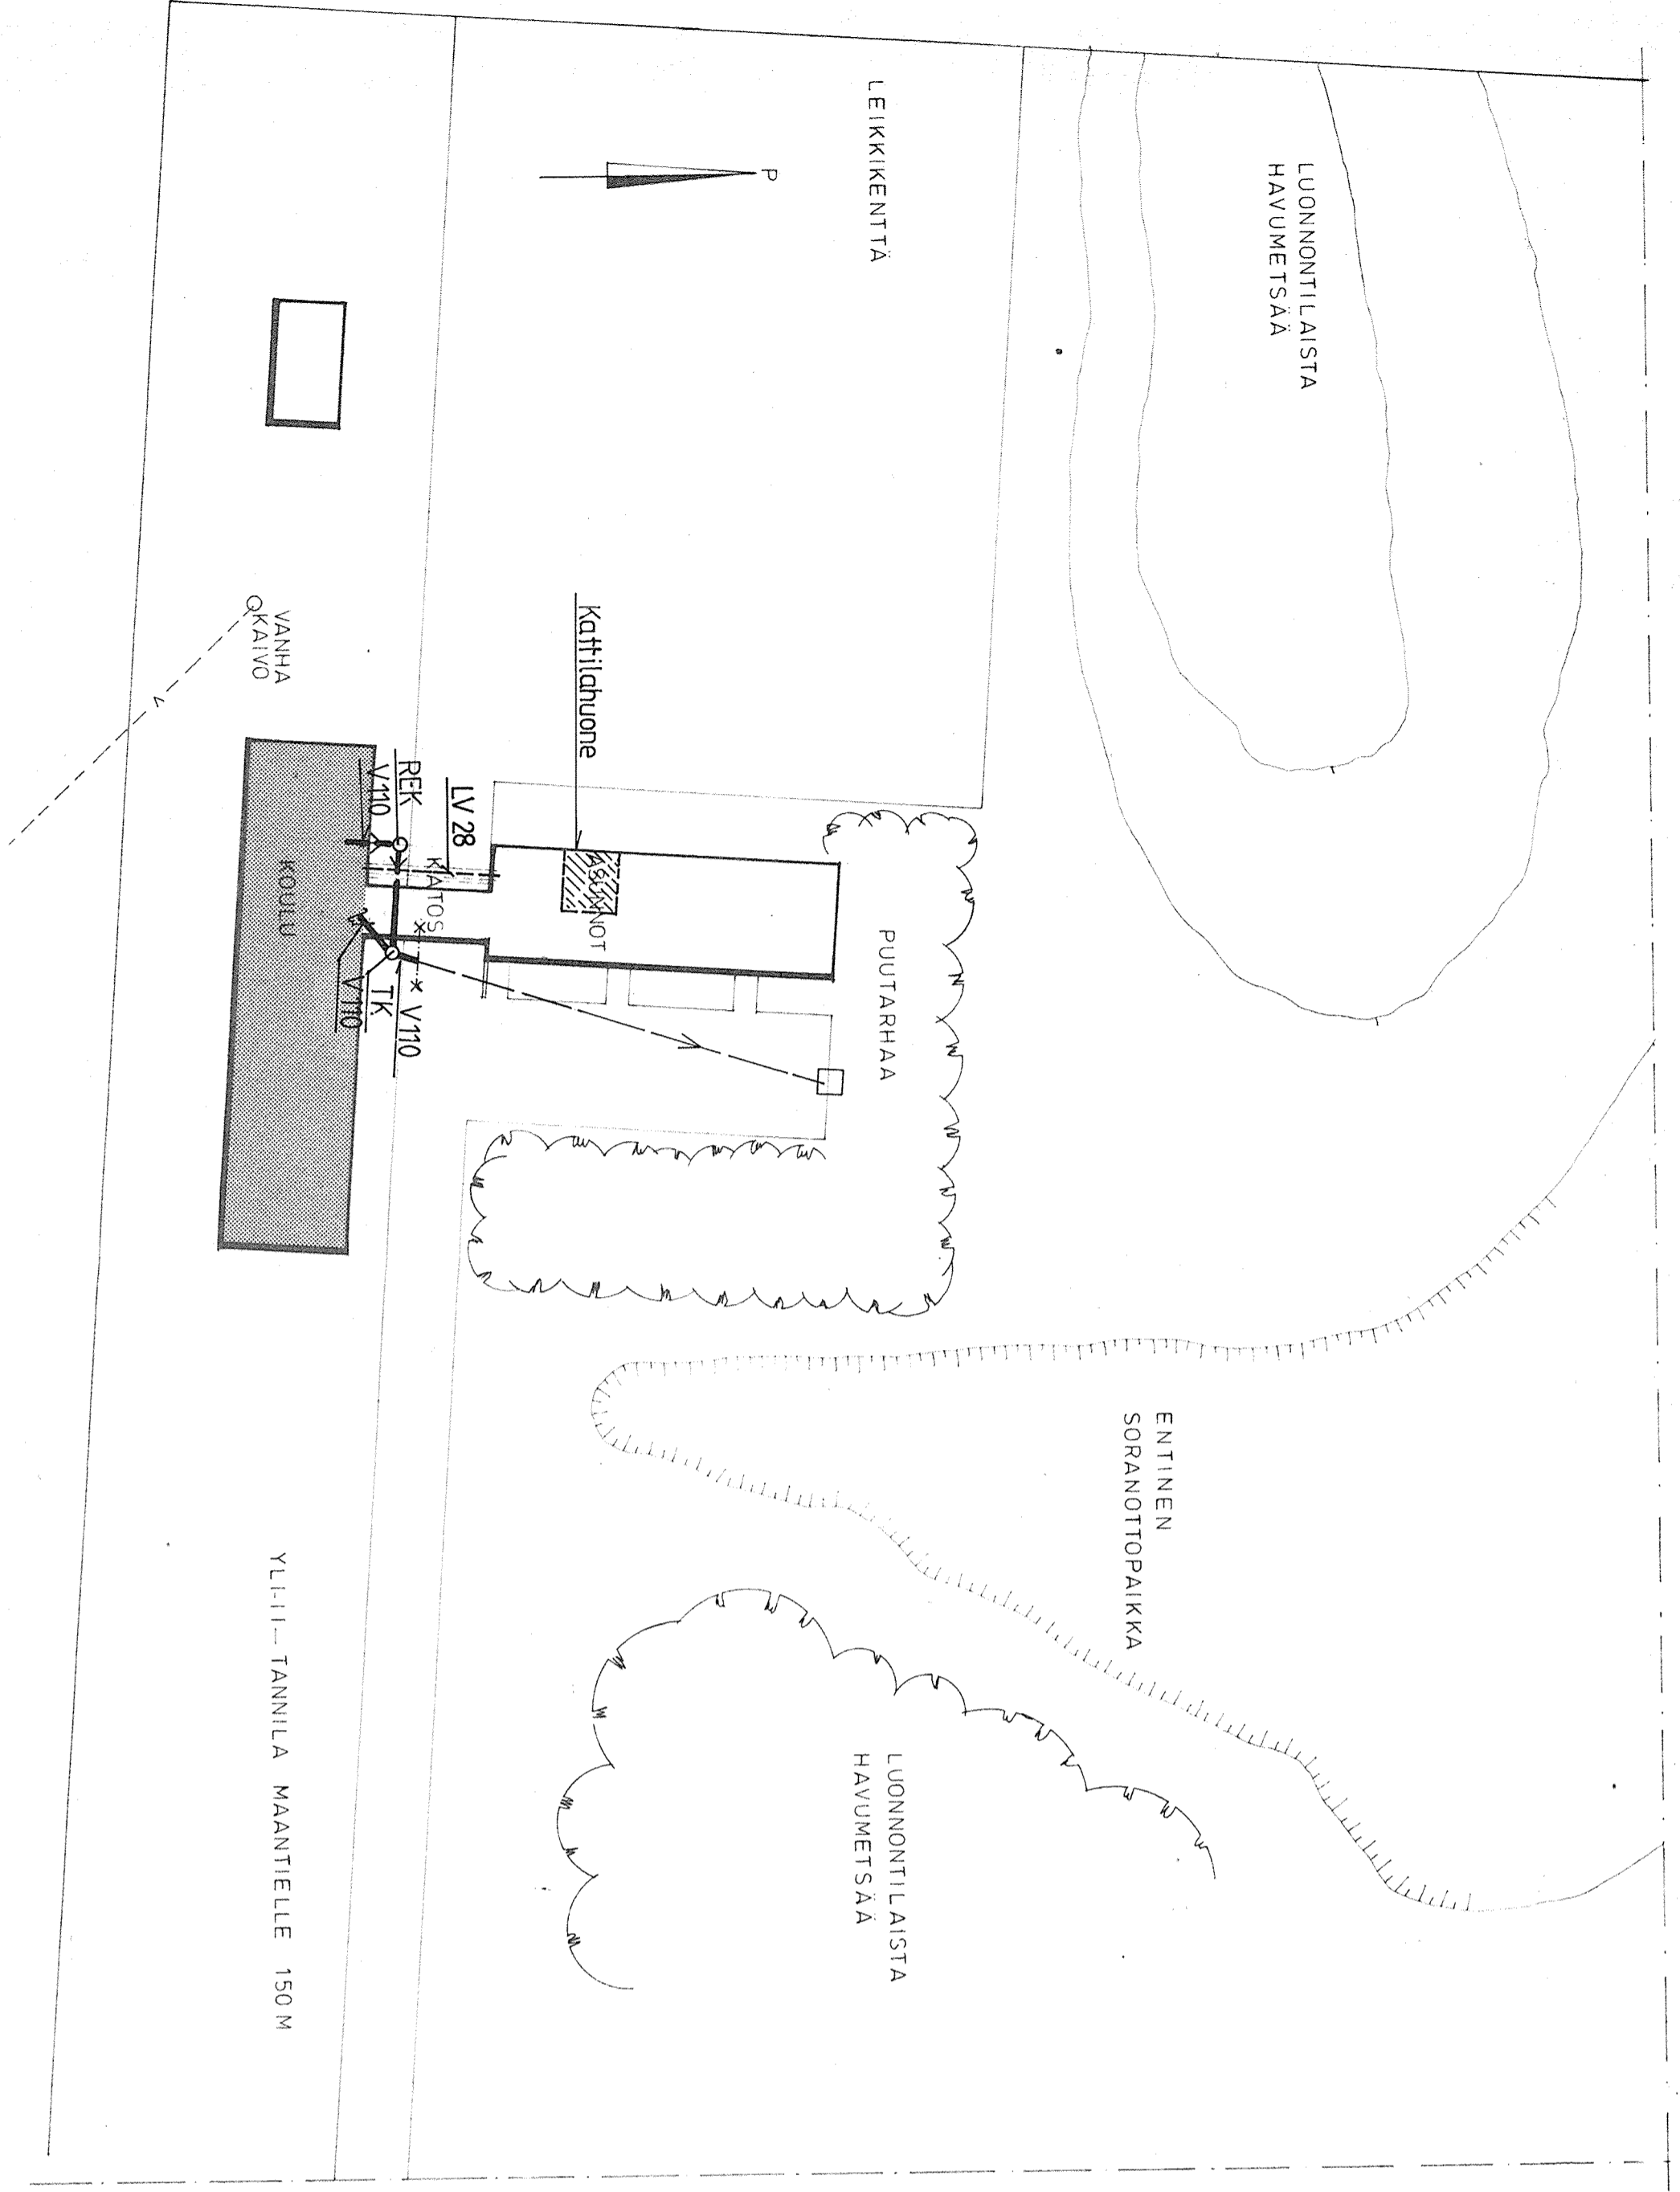 LUONNONTILAISTA
HAVUMETSÄÄ
LEIKKIKENTTÄ
P
Kattilahuone
VANHA
KAIVO
REK
V110
LV 28
KATOS
ASUNNOT
KOULU
PUUTARHAA
V110
TK
V110
ENTINEN
SORANOTTOPAIKKA
LUONNONTILAISTA
HAVUMETSÄÄ
YLI-II—TANNILA MAANTIELLE 150 M